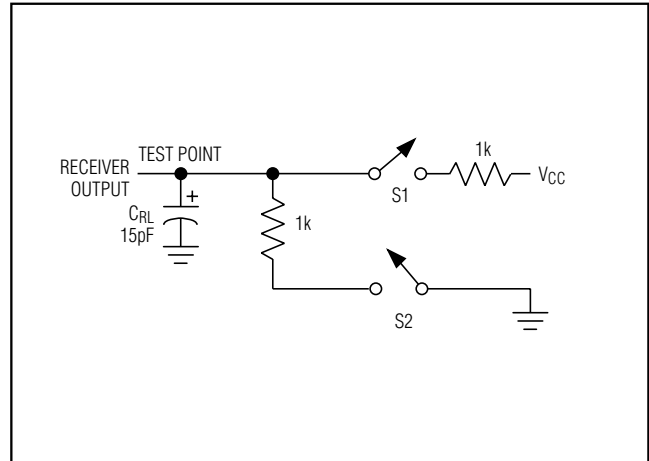 RECEIVER
OUTPUT
TEST POINT
+
CRL
15pF
1k
S1
1k
VCC
S2